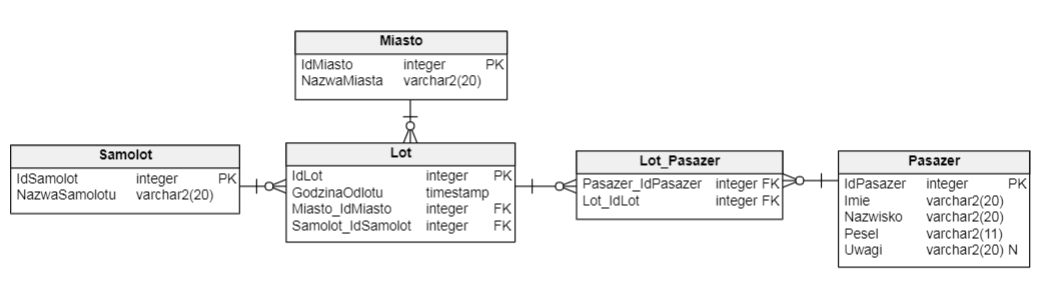 Miasto
IdMiasto integer PK
NazwaMiasta varchar2(20)
Samolot
IdSamolot integer PK
NazwaSamolotu varchar2(20)
Lot
IdLot integer PK
GodzinaOdlotu timestamp
Miasto_IdMiasto integer FK
Samolot_IdSamolot integer FK
Lot_Pasazer
Pasazer_IdPasazer integer FK
Lot_IdLot integer FK
Pasazer
IdPasazer integer PK
Imie varchar2(20)
Nazwisko varchar2(20)
Pesel varchar2(11)
Uwagi varchar2(20) N